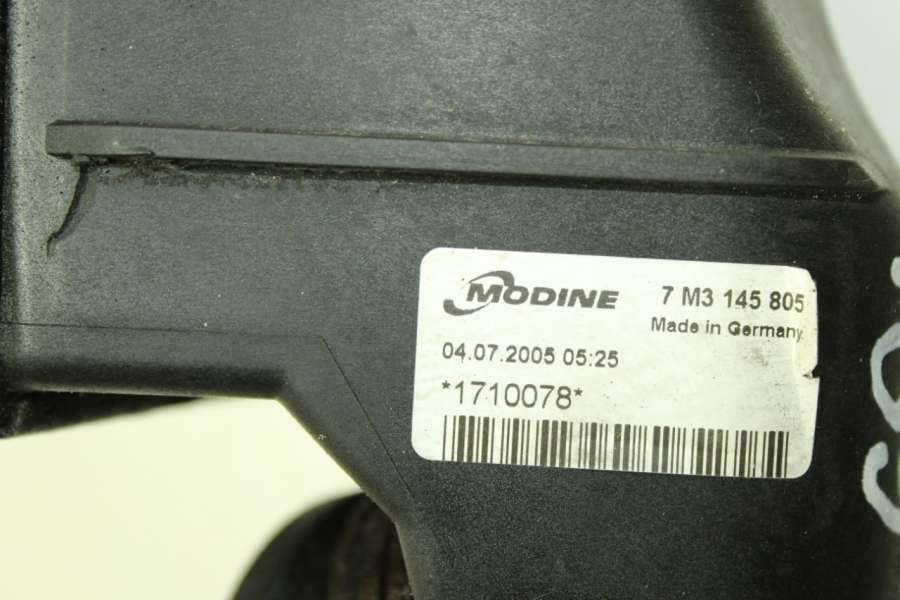 MODINE 7 M3 145 805
Made in Germany
04.07.2005 05:25
*1710078*